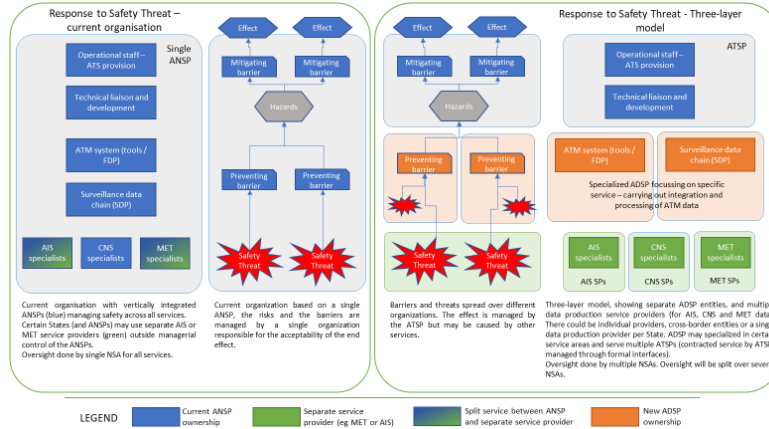 Response to Safety Threat –
current organisation
Single
ANSP
Operational staff –
ATS provision
Technical liaison and
development
ATM system (tools /
FDP)
Surveillance data
chain (SDP)
AIS
specialists
CNS
specialists
MET
specialists
Current organisation with vertically integrated
ANSPs (blue) managing safety across all services.
Certain States (and ANSPs) may use separate AIS or
MET service providers (green) outside managerial
control of the ANSPs.
Oversight done by single NSA for all services.
Effect
Effect
Mitigating
barrier
Mitigating
barrier
Hazards
Preventing
barrier
Preventing
barrier
Safety
Threat
Safety
Threat
Current organization based on a single
ANSP, the risks and the barriers are
managed by a single organization
responsible for the acceptability of the end
effect.
Response to Safety Threat - Three-layer
model
Effect
Effect
Mitigating
barrier
Mitigating
barrier
Hazards
Preventing
barrier
Preventing
barrier
Safety
Threat
Safety
Threat
Barriers and threats spread over different
organizations. The effect is managed by
the ATSP but may be caused by other
services.
ATSP
Operational staff –
ATS provision
Technical liaison and
development
ATM system (tools /
FDP)
Surveillance data
chain (SDP)
Specialized ADSP focussing on specific
service – carrying out integration and
processing of ATM data
AIS
specialists
AIS SPs
CNS
specialists
CNS SPs
MET
specialists
MET SPs
Three-layer model, showing separate ADSP entities, and multip
data production service providers (for AIS, CNS and MET data
There could be individual providers, cross-border entities or a sing
data production provider per State. ADSP may specialized in certa
service areas and serve multiple ATSPs (contracted service by ATSP
managed through formal interfaces).
Oversight done by multiple NSAs. Oversight will be split over sever
NSAs.
LEGEND
Current ANSP
ownership
Separate service
provider (eg MET or AIS)
Split service between ANSP
and separate service provider
New ADSP
ownership